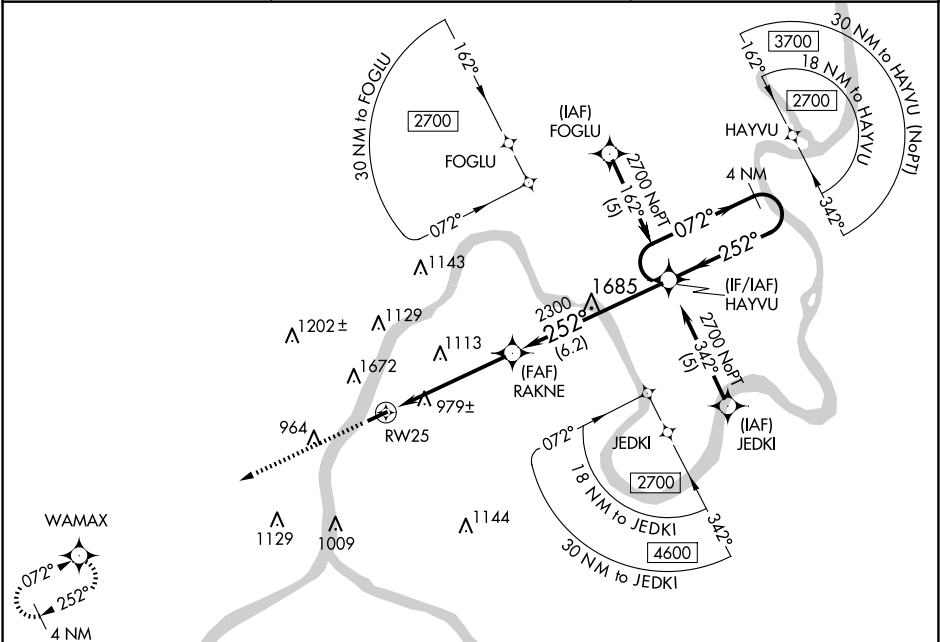 30 NM to FOGLU
162°
2700
FOGLU
072°
(IAF)
FOGLU
2700 NoPT
162°
(5)
30 NM to HAYVU (NoPT)
3700
18 NM to HAYVU
2700
162°
HAYVU
342°
4 NM
072°
252°
(IF/IAF)
HAYVU
1685
2300
252°
(6.2)
(FAF)
RAKNE
2700 NoPT
342°
(5)
(IAF)
JEDKI
1143
1202 ±
1129
1113
1672
979±
RW25
964
1129
1009
1144
072°
JEDKI
2700
18 NM to JEDKI
342°
4600
30 NM to JEDKI
WAMAX
072°
252°
4 NM